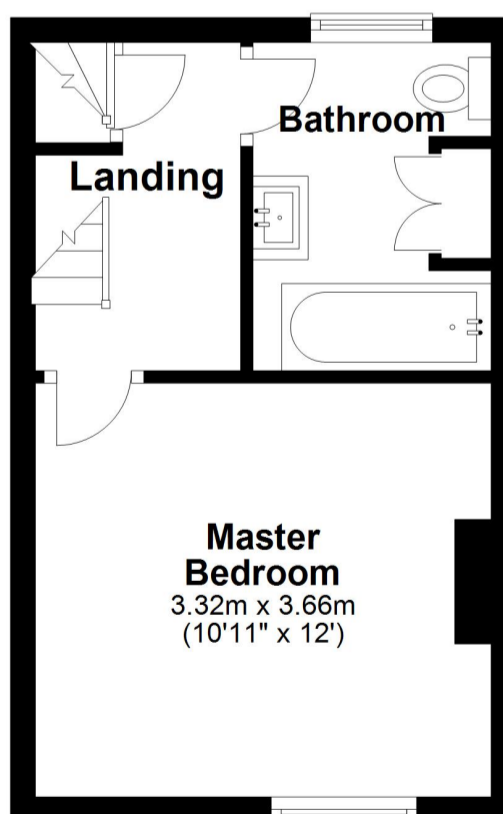 Bathroom
Landing
Master
Bedroom
3.32m x 3.66m
(10'11" x 12')